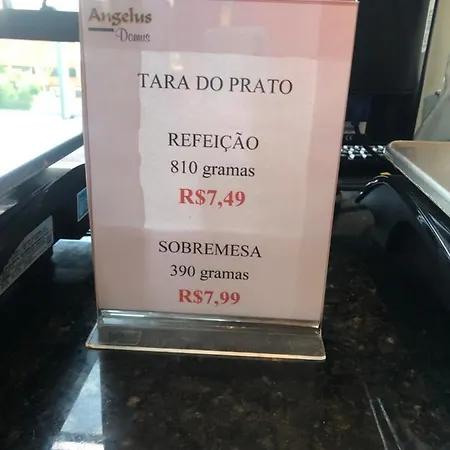 Angelus
Domus
TARA DO PRATO
REFEIÇÃO
810 gramas
R$7,49
SOBREMESA
390 gramas
R$7,99